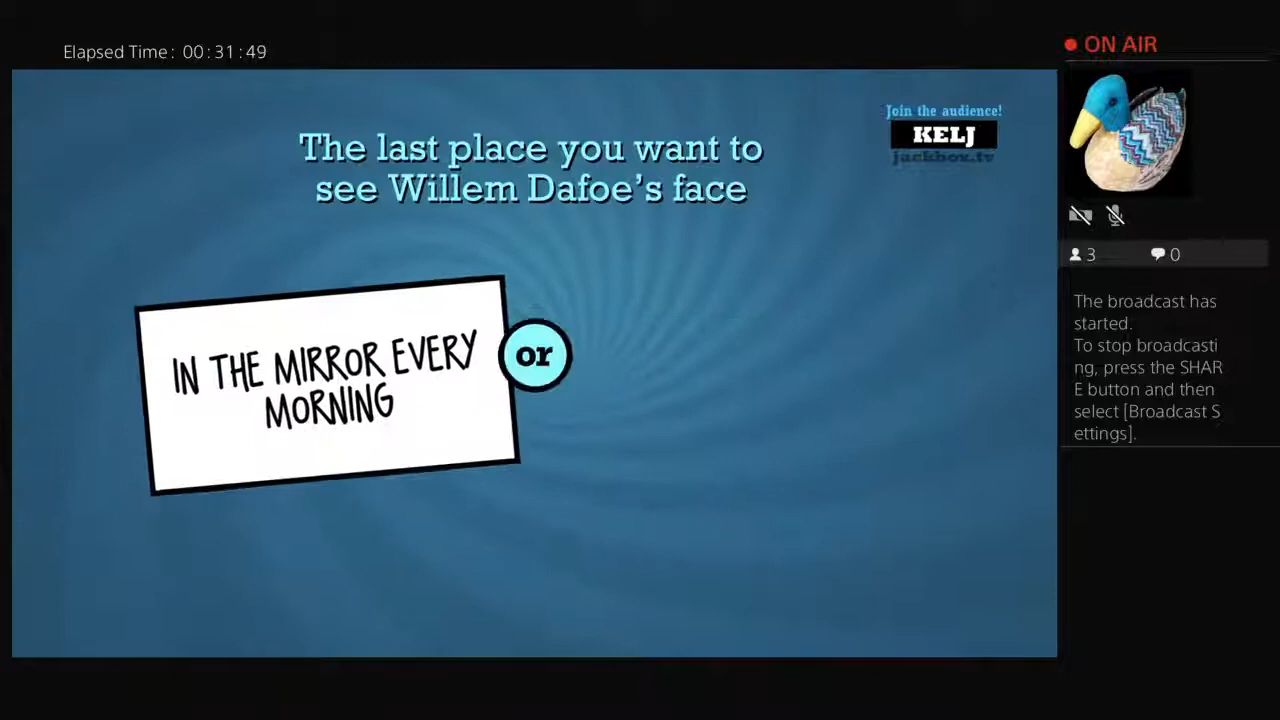 Elapsed Time: 00:31:49
ON AIR
Join the audience!
KELJ
jackbox.tv
The last place you want to
see Willem Dafoe's face
IN THE MIRROR EVERY
MORNING
or
3
0
The broadcast has
started.
To stop broadcasti
ng, press the SHAR
E button and then
select [Broadcast S
ettings].